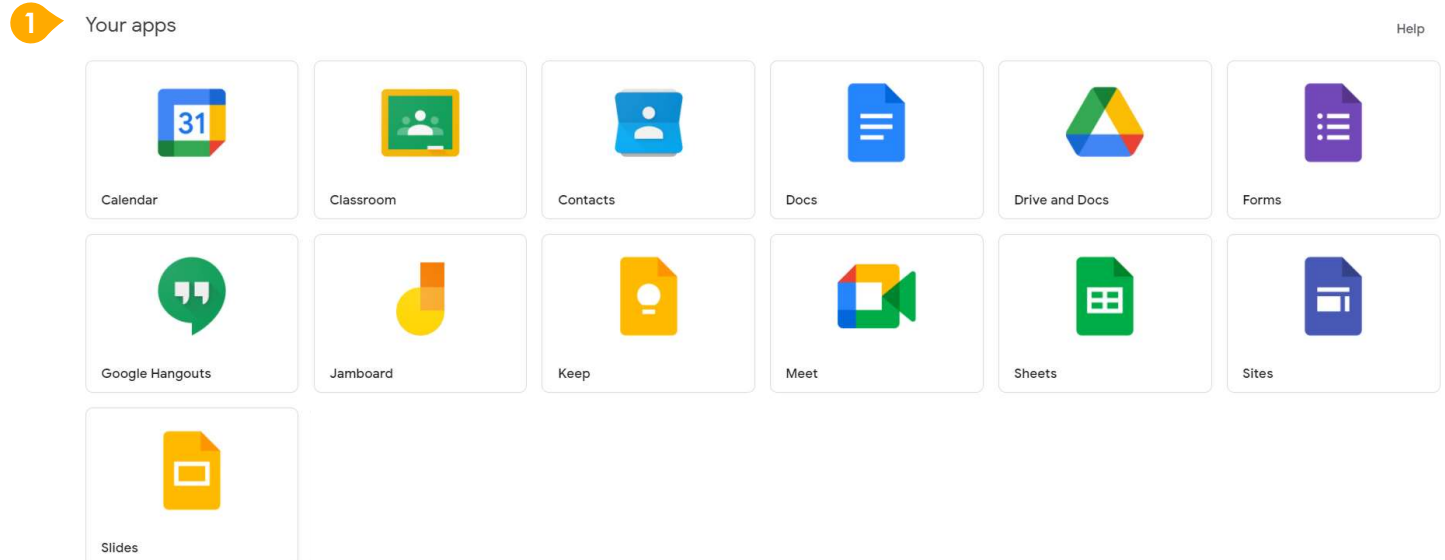 1
Your apps
Help
31
Calendar
Classroom
Contacts
Docs
Drive and Docs
Forms
Google Hangouts
Jamboard
Keep
Meet
Sheets
Sites
Slides